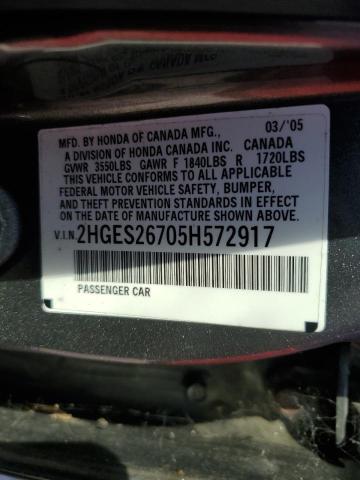 MFD. BY HONDA OF CANADA MFG., 03/'05
A DIVISION OF HONDA CANADA INC. CANADA
GVWR 3550LBS GAWR F 1840LBS R 1720LBS
THIS VEHICLE CONFORMS TO ALL APPLICABLE
FEDERAL MOTOR VEHICLE SAFETY, BUMPER,
AND THEFT PREVENTION STANDARDS IN EFFECT
ON THE DATE OF MANUFACTURE SHOWN ABOVE.
V.I.N. 2HGES26705H572917
PASSENGER CAR